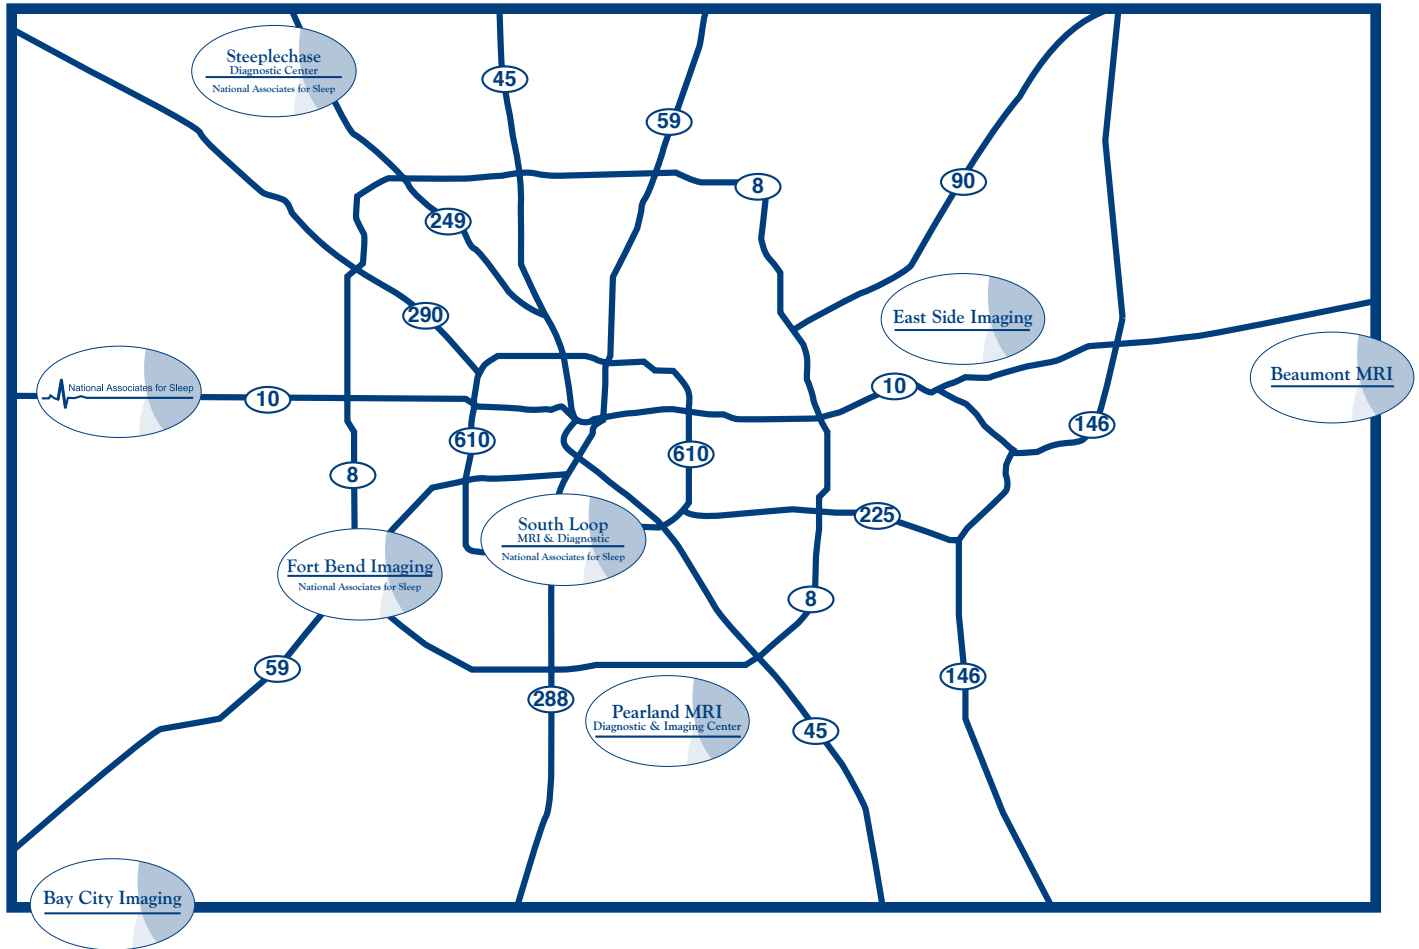 Steeplechase
Diagnostic Center
National Associates for Sleep
45
59
8
90
249
290
East Side Imaging
National Associates for Sleep
10
10
Beaumont MRI
146
610
610
8
225
South Loop
MRI & Diagnostic
National Associates for Sleep
Fort Bend Imaging
National Associates for Sleep
8
59
146
288
Pearland MRI
Diagnostic & Imaging Center
45
Bay City Imaging